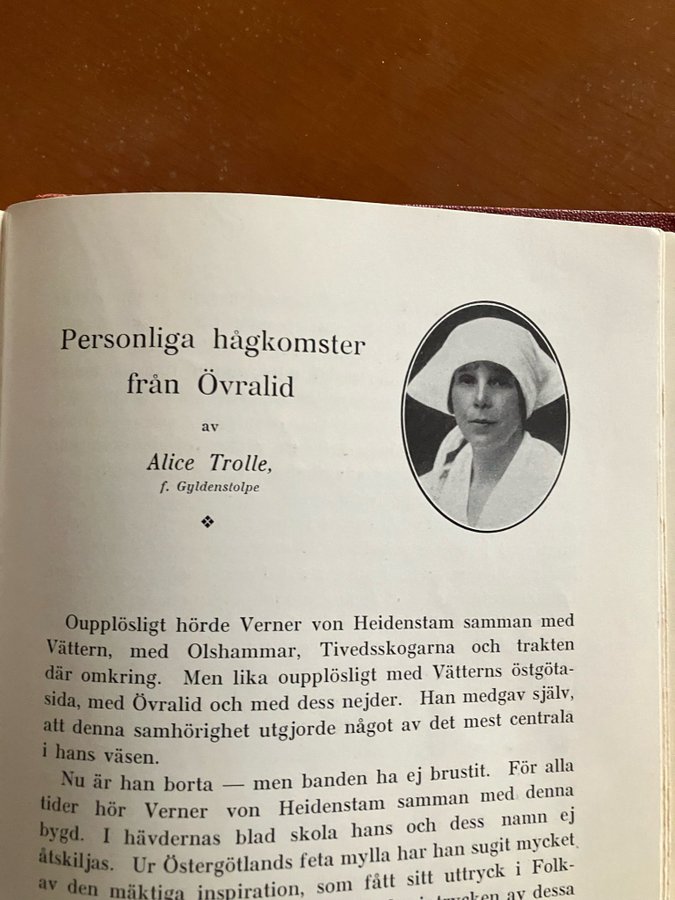 Personliga hågkomster
från Övralid
av
Alice Trolle,
f. Gyldenstolpe
Oupplösligt hörde Verner von Heidenstam samman med
Vättern, med Olshammar, Tivedsskogarna och trakten
där omkring. Men lika oupplösligt med Vätterns östgöta-
sida, med Övralid och med dess nejder. Han medgav själv,
att denna samhörighet utgjorde något av det mest centrala
i hans väsen.
Nu är han borta — men banden ha ej brustit. För alla
tider hör Verner von Heidenstam samman med denna
bygd. I hävdernas blad skola hans och dess namn ej
åtskiljas. Ur Östergötlands feta mylla har han sugit mycket
av den mäktiga inspiration, som fått sitt uttryck i Folk-
av dessa